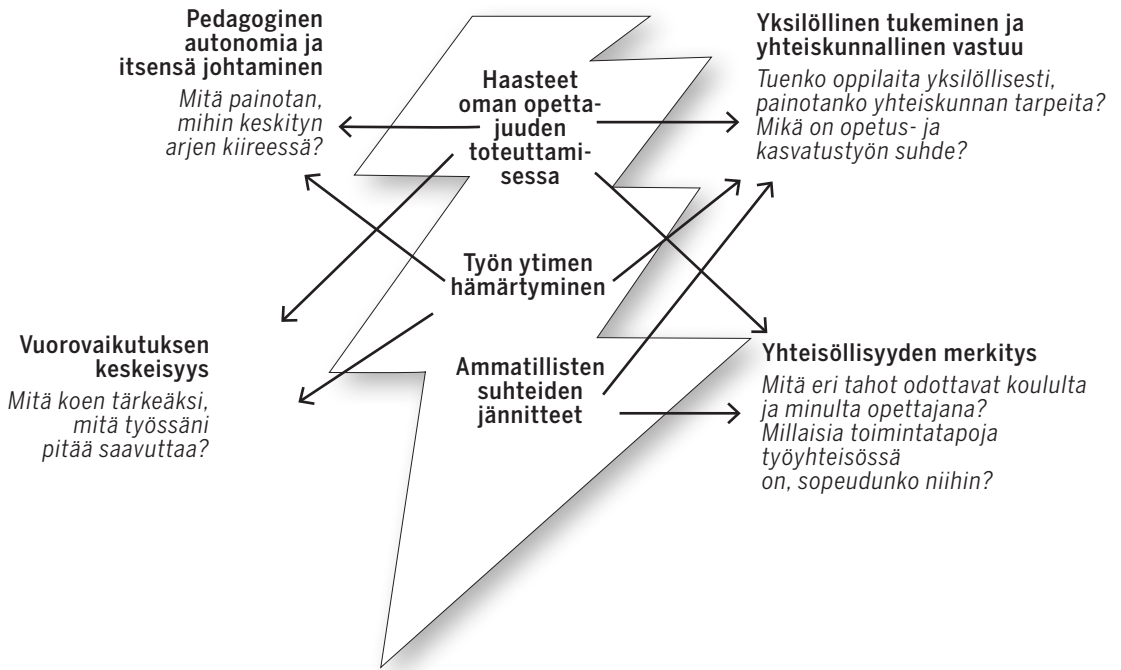 Pedagoginen
autonomia ja
itsensä johtaminen
Mitä painotan,
mihin keskityn
arjen kiireessä?
Haasteet
oman opetta-
juuden
toteuttami-
sessa
Yksilöllinen tukeminen ja
yhteiskunnallinen vastuu
Tuenko oppilaita yksilöllisesti,
painotanko yhteiskunnan tarpeita?
Mikä on opetus- ja
kasvatustyön suhde?
Työn ytimen
hämärtyminen
Vuorovaikutuksen
keskeisyys
Mitä koen tärkeäksi,
mitä työssäni
pitää saavuttaa?
Ammatillisten
suhteiden
jännitteet
Yhteisöllisyyden merkitys
Mitä eri tahot odottavat koululta
ja minulta opettajana?
Millaisia toimintatapoja
työyhteisössä
on, sopeudunko niihin?